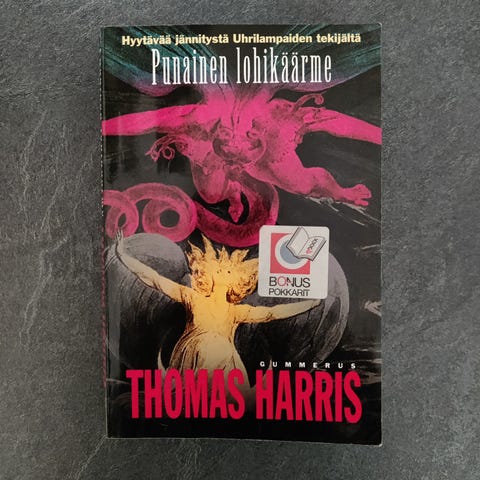 Hyytävää jännitystä Uhrilampaiden tekijältä
Punainen lohikäärme
BONUS
POKKARIT
GUMMERUS
THOMAS HARRIS